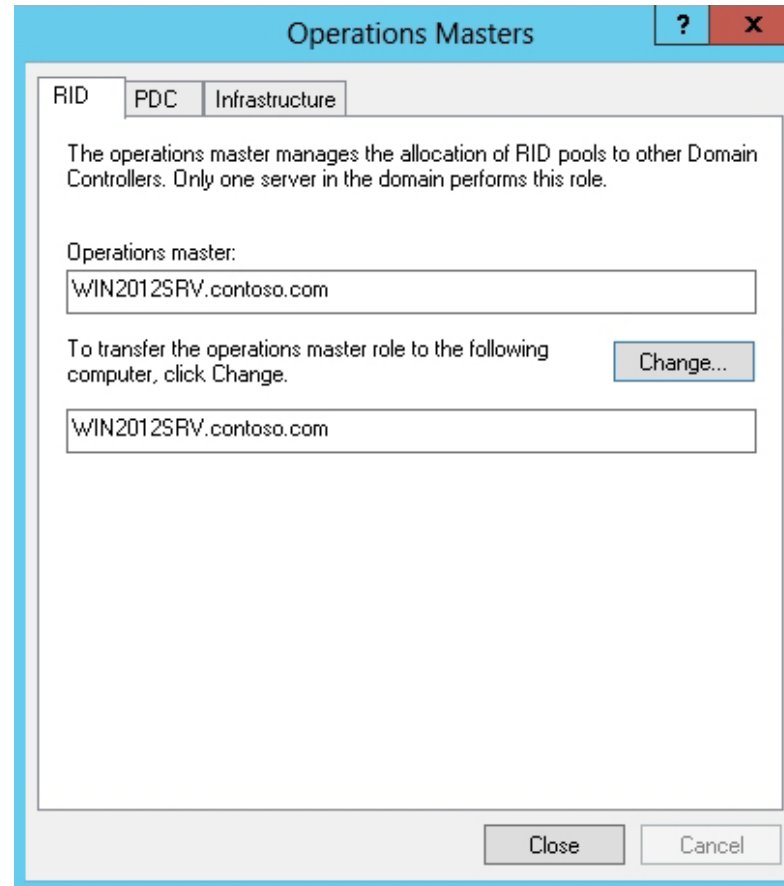 Operations Masters
?
x
RID
PDC
Infrastructure
The operations master manages the allocation of RID pools to other Domain
Controllers. Only one server in the domain performs this role.
Operations master:
WIN2012SRV.contoso.com
To transfer the operations master role to the following
computer, click Change.
Change...
WIN2012SRV.contoso.com
Close
Cancel